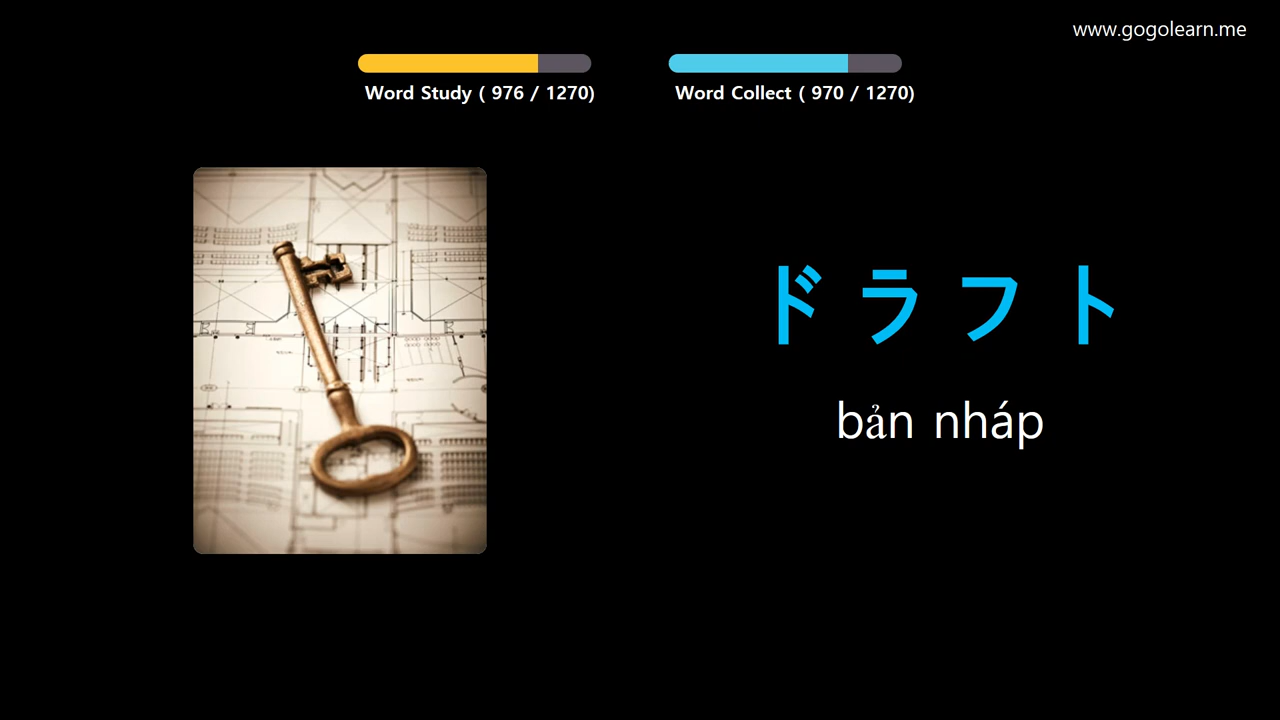 www.gogolearn.me
Word Study ( 976 / 1270)
Word Collect ( 970 / 1270)
ドラフト
bản nháp